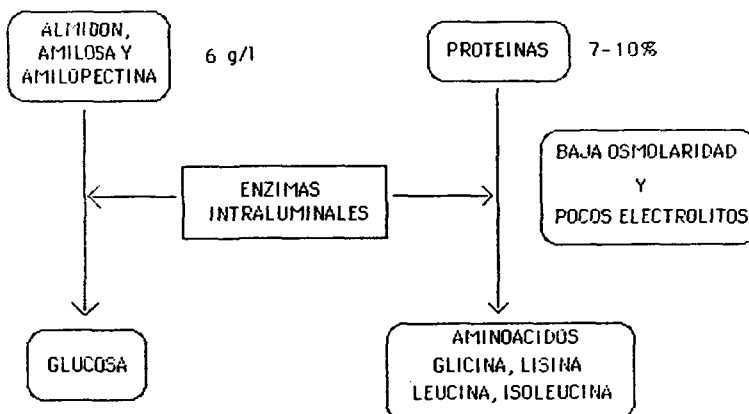 ALMIDON,
AMILOSA Y
AMILOPECTINA
6 g/l
PROTEINAS
7-10%
ENZIMAS
INTRALUMINALES
BAJA OSMOLARIDAD
Y
POCOS ELECTROLITOS
GLUCOSA
AMINOACIDOS
GLICINA, LISINA
LEUCINA, ISOLEUCINA